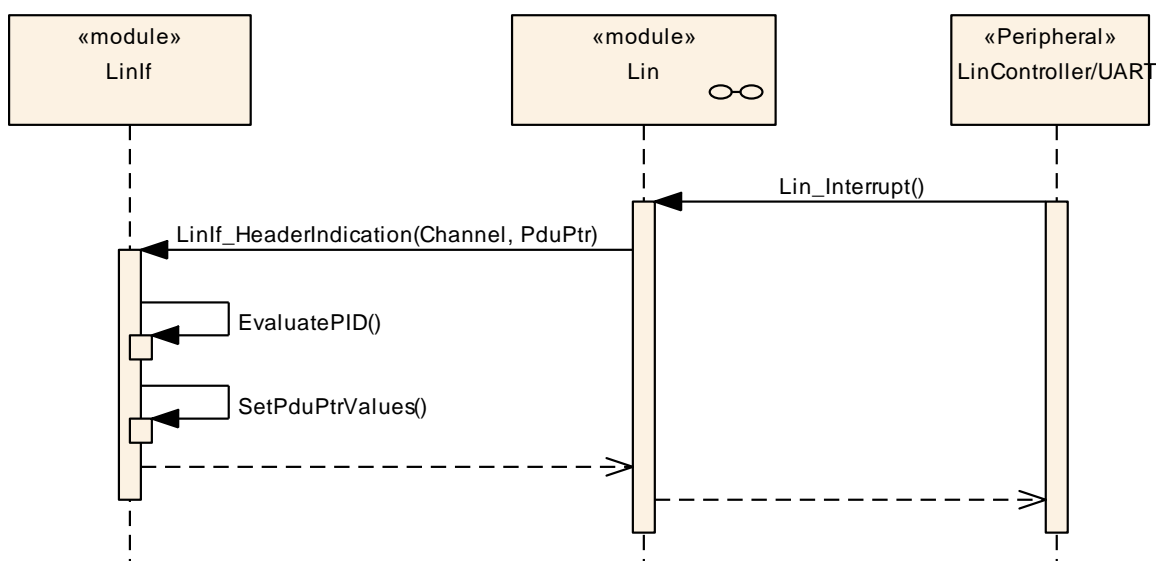 «module»
LinIf
«module»
Lin
«Peripheral»
LinController/UART
Lin_Interrupt()
LinIf_HeaderIndication(Channel, PduPtr)
EvaluatePID()
SetPduPtrValues()